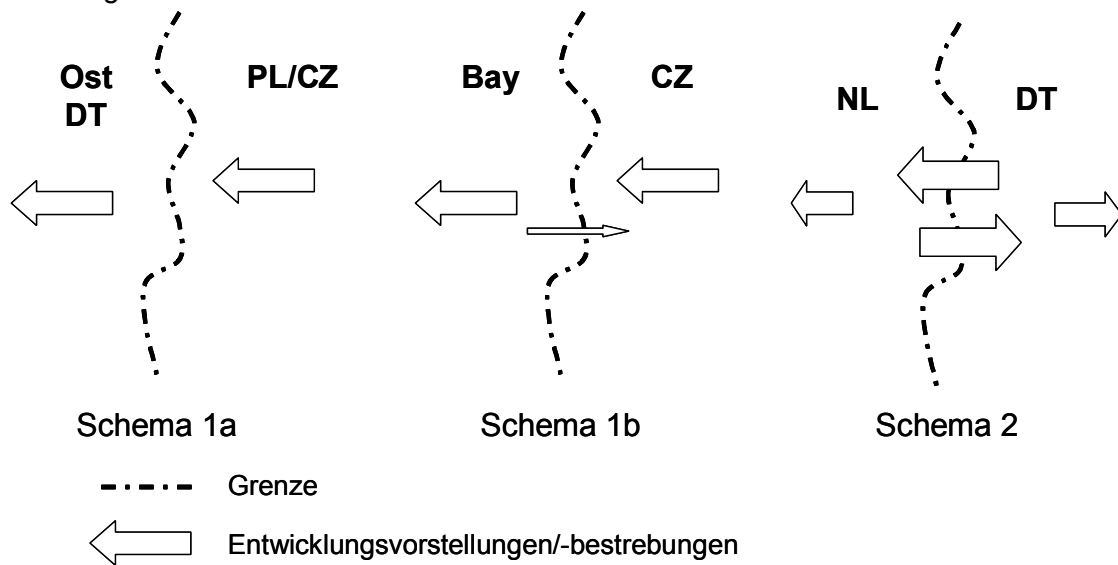 Ost
DT
PL/CZ
Bay
CZ
NL
DT
Schema 1a
Schema 1b
Schema 2
Grenze
Entwicklungsvorstellungen/-bestrebungen